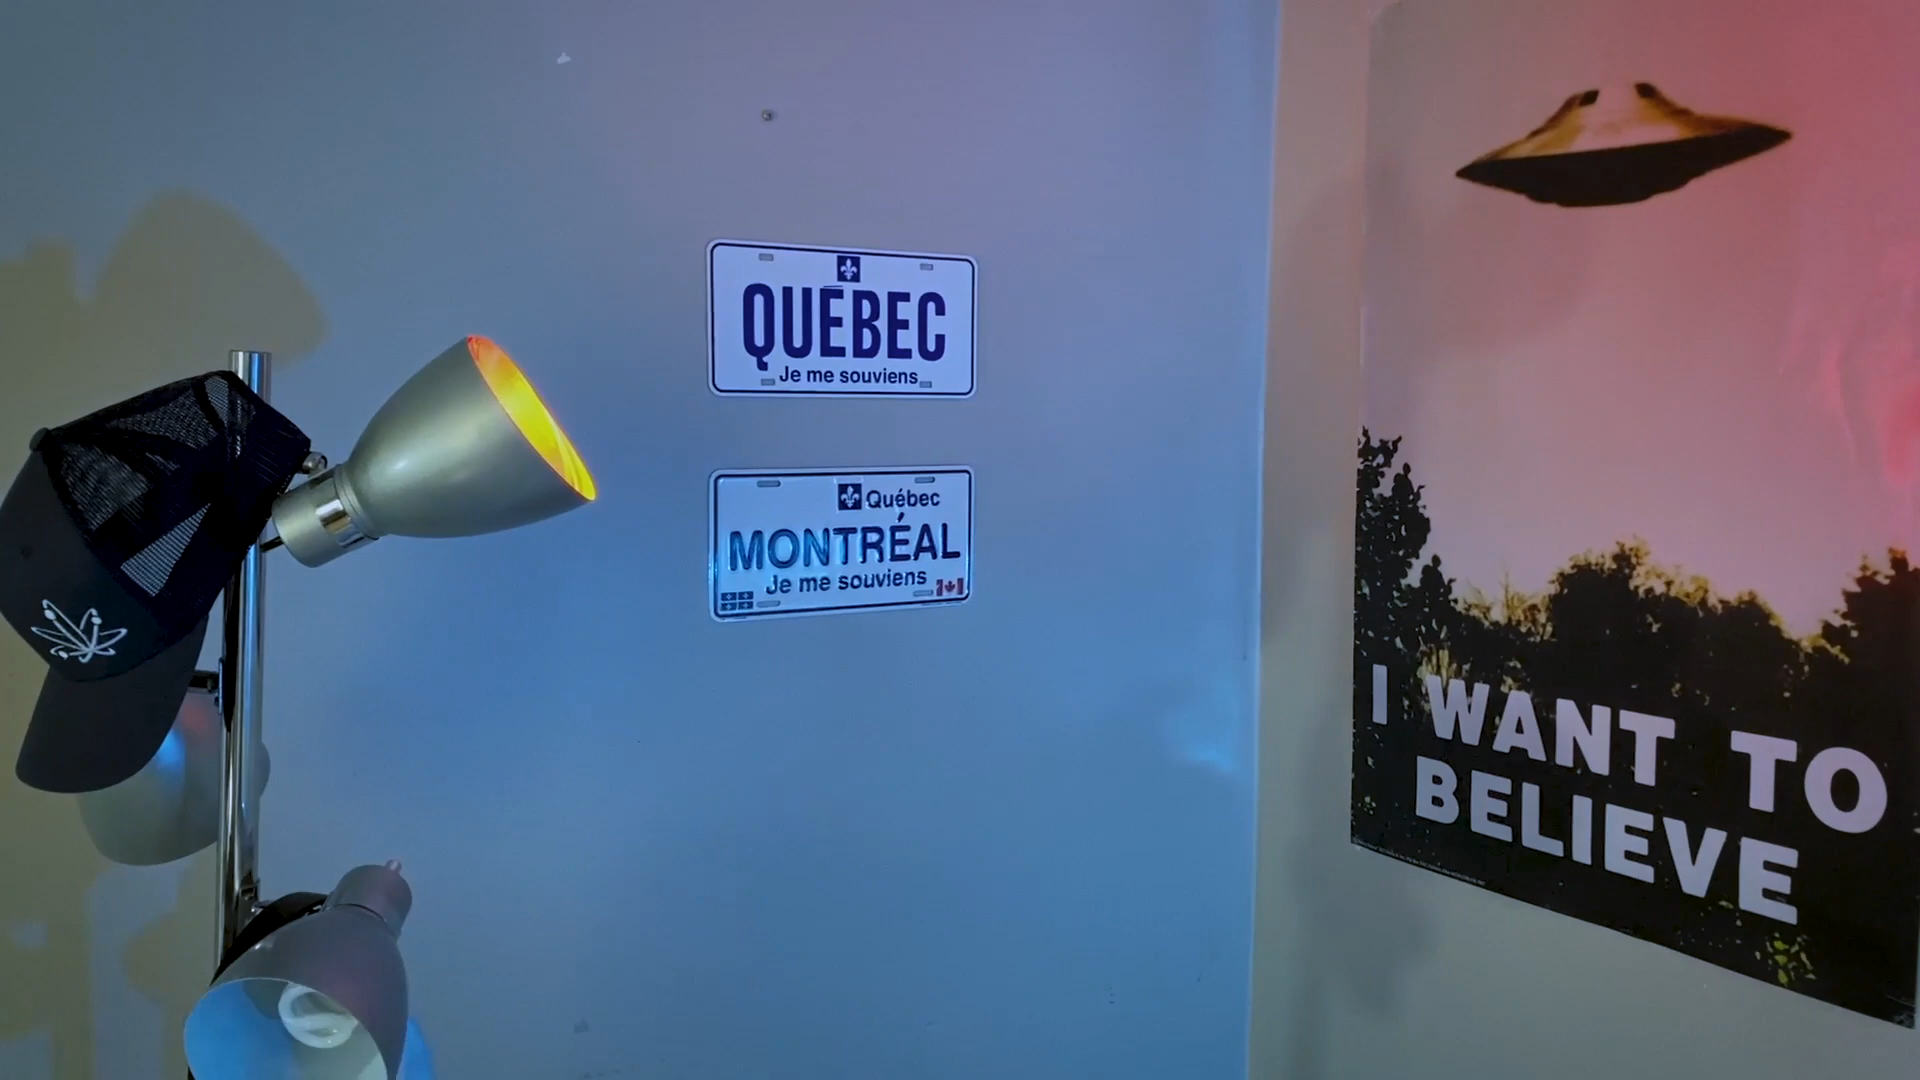 QUÉBEC
Je me souviens
Québec
MONTRÉAL
Je me souviens
I WANT TO
BELIEVE